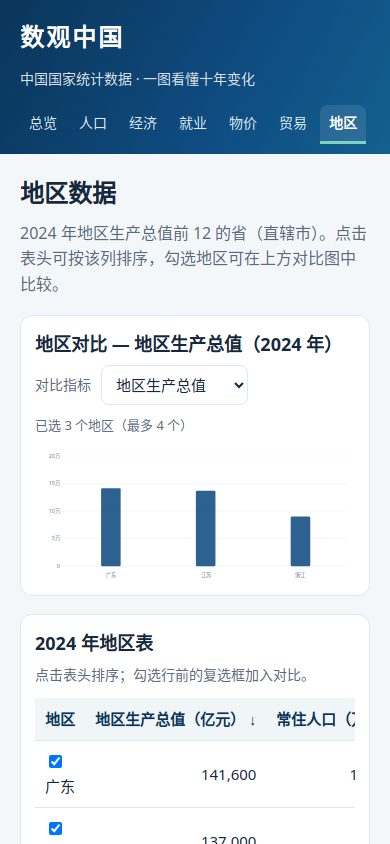 数观中国
中国国家统计数据 · 一图看懂十年变化
总览 人口 经济 就业 物价 贸易 地区
地区数据
2024 年地区生产总值前 12 的省（直辖市）。点击
表头可按该列排序，勾选地区可在上方对比图中
比较。
地区对比 — 地区生产总值（2024 年）
对比指标 地区生产总值
已选 3 个地区（最多 4 个）
20万
15万
10万
5万
0
广东 江苏 浙江
2024 年地区表
点击表头排序；勾选行前的复选框加入对比。
地区 地区生产总值（亿元） ↓ 常住人口（万
广东 141,600 1
137,000